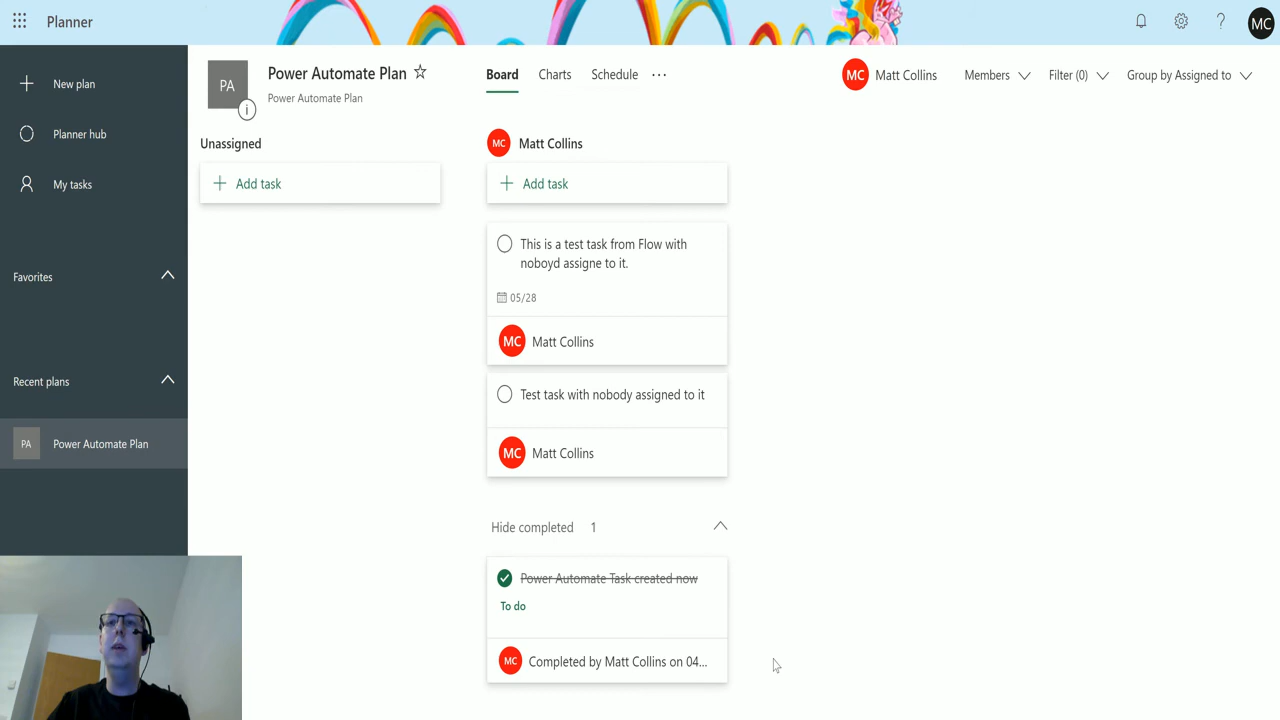 Planner
MC
New plan
Planner hub
My tasks
Favorites
Recent plans
PA
Power Automate Plan
PA
Power Automate Plan
Power Automate Plan
Board
Charts
Schedule
MC
Matt Collins
Members
Filter (0)
Group by Assigned to
Unassigned
Add task
MC
Matt Collins
Add task
This is a test task from Flow with
noboyd assigne to it.
05/28
MC
Matt Collins
Test task with nobody assigned to it
MC
Matt Collins
Hide completed 1
Power Automate Task created now
To do
MC
Completed by Matt Collins on 04...